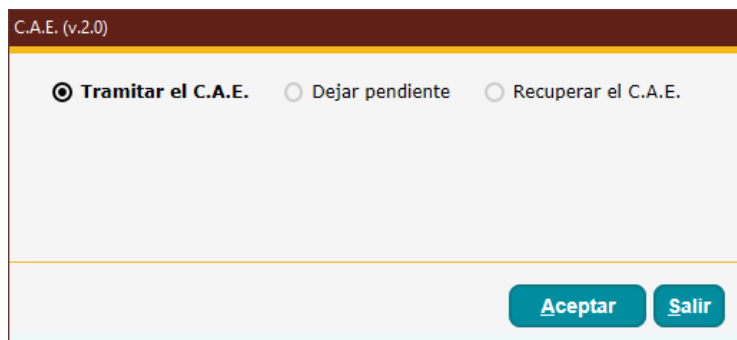 C.A.E. (v.2.0)
Tramitar el C.A.E. Dejar pendiente Recuperar el C.A.E.
Aceptar Salir